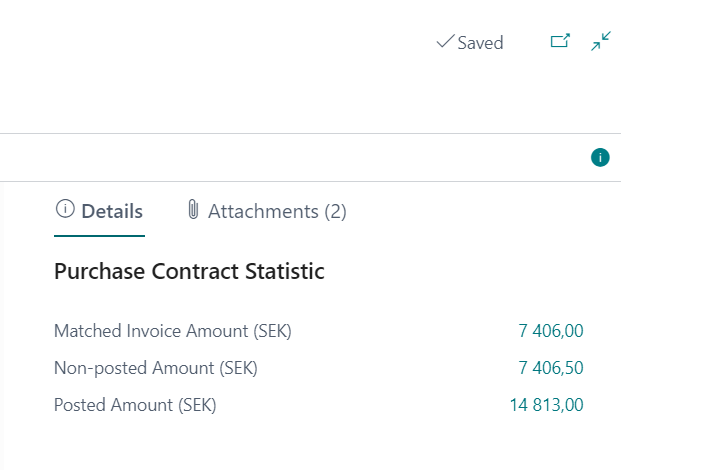 Saved
Details Attachments (2)
Purchase Contract Statistic
Matched Invoice Amount (SEK) 7 406,00
Non-posted Amount (SEK) 7 406,50
Posted Amount (SEK) 14 813,00